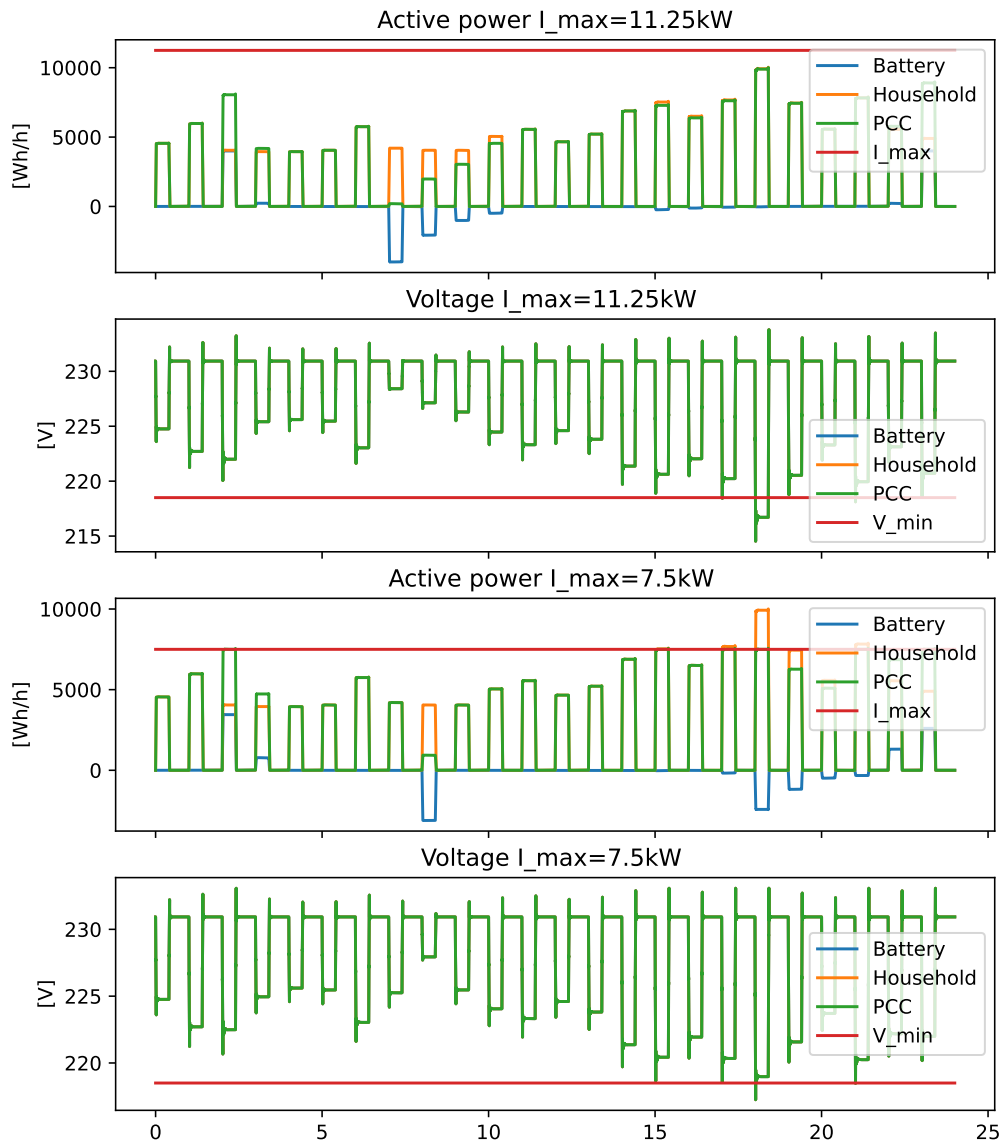 Active power I_max=11.25kW
[Wh/h]
10000
5000
0
Battery
Household
PCC
I_max
Voltage I_max=11.25kW
[V]
230
225
220
215
Battery
Household
PCC
V_min
Active power I_max=7.5kW
[Wh/h]
10000
5000
0
Battery
Household
PCC
I_max
Voltage I_max=7.5kW
[V]
230
225
220
Battery
Household
PCC
V_min
0 5 10 15 20 25